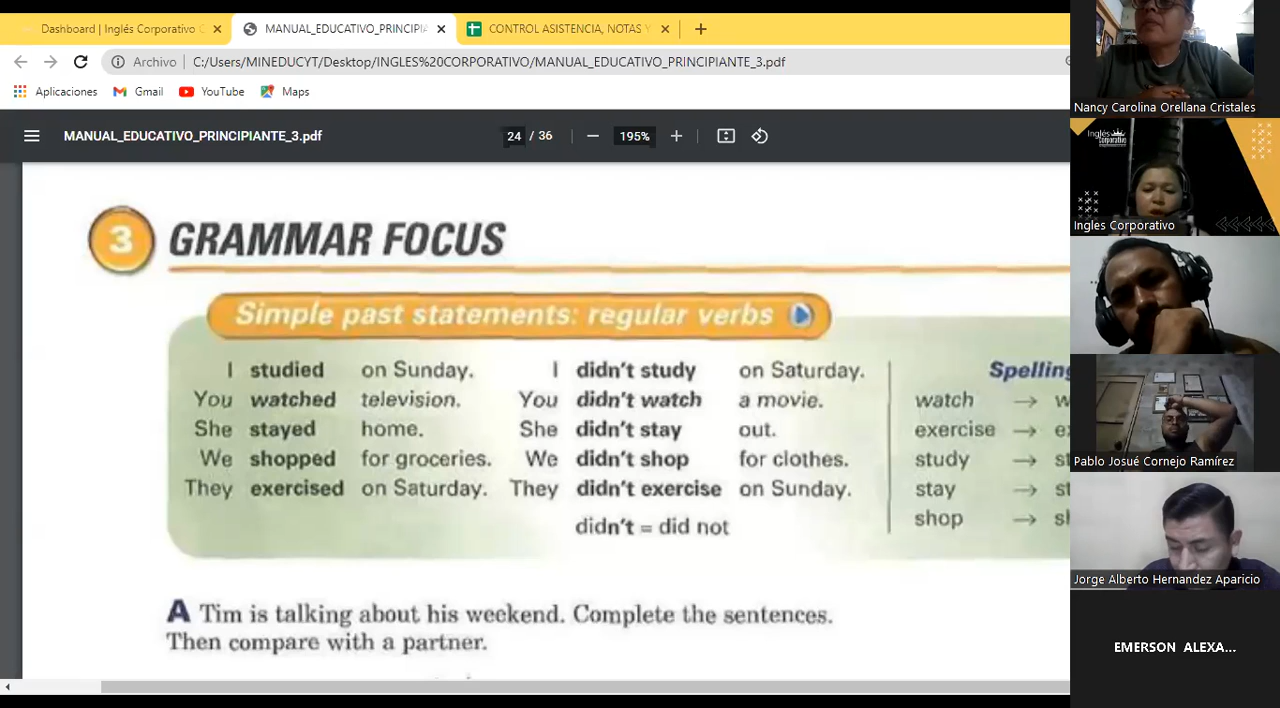 Dashboard | Inglés Corporativo
MANUAL_EDUCATIVO_PRINCIPIA
CONTROL ASISTENCIA, NOTAS Y
Archivo
C:/Users/MINEDUCYT/Desktop/INGLES%20CORPORATIVO/MANUAL_EDUCATIVO_PRINCIPIANTE_3.pdf
Aplicaciones
Gmail
YouTube
Maps
MANUAL_EDUCATIVO_PRINCIPIANTE_3.pdf
24 / 36
195%
3 GRAMMAR FOCUS
Simple past statements: regular verbs
I studied on Sunday. I didn't study on Saturday. Spelling
You watched television. You didn't watch a movie. watch →
She stayed home. She didn't stay out. exercise →
We shopped for groceries. We didn't shop for clothes. study →
They exercised on Saturday. They didn't exercise on Sunday. stay →
didn't = did not shop →
A Tim is talking about his weekend. Complete the sentences.
Then compare with a partner.
Nancy Carolina Orellana Cristales
Inglés
corporativo
Ingles Corporativo
Pablo Josué Cornejo Ramírez
Jorge Alberto Hernandez Aparicio
EMERSON ALEXA...